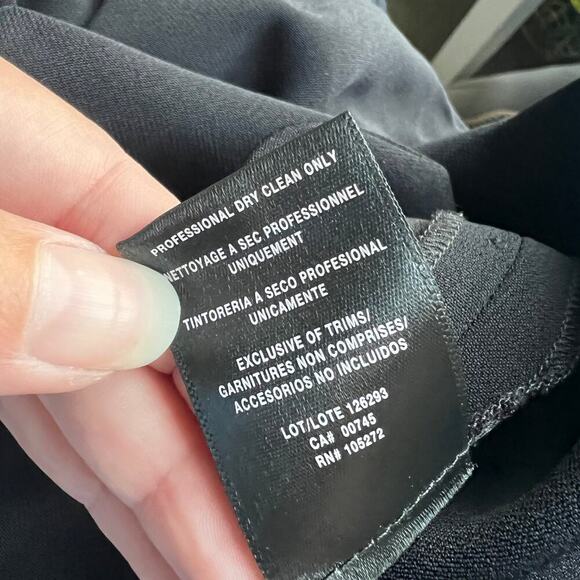 PROFESSIONAL DRY CLEAN ONLY
NETTOYAGE A SEC PROFESSIONNEL
UNIQUEMENT
TINTORERIA A SECO PROFESIONAL
UNICAMENTE
EXCLUSIVE OF TRIMS/
GARNITURES NON COMPRISES/
ACCESORIOS NO INCLUIDOS
LOT/LOTE 126293
CA# 00745
RN# 105272